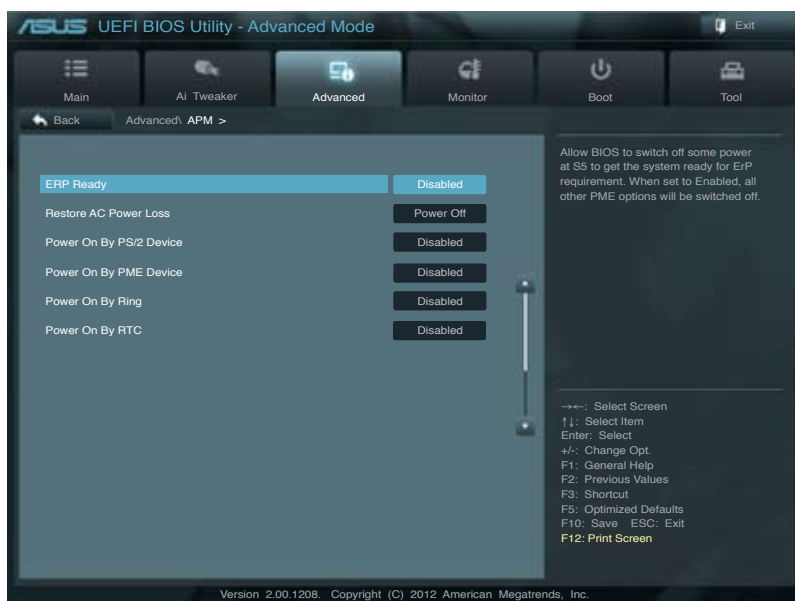 ASUS UEFI BIOS Utility - Advanced Mode
Exit
Main
Ai Tweaker
Advanced
Monitor
Boot
Tool
Back
Advanced\ APM >
ERP Ready Disabled
Restore AC Power Loss Power Off
Power On By PS/2 Device Disabled
Power On By PME Device Disabled
Power On By Ring Disabled
Power On By RTC Disabled
Allow BIOS to switch off some power
at S5 to get the system ready for ErP
requirement. When set to Enabled, all
other PME options will be switched off.
→←: Select Screen
↑↓: Select Item
Enter: Select
+/-: Change Opt.
F1: General Help
F2: Previous Values
F3: Shortcut
F5: Optimized Defaults
F10: Save ESC: Exit
F12: Print Screen
Version 2.00.1208. Copyright (C) 2012 American Megatrends, Inc.